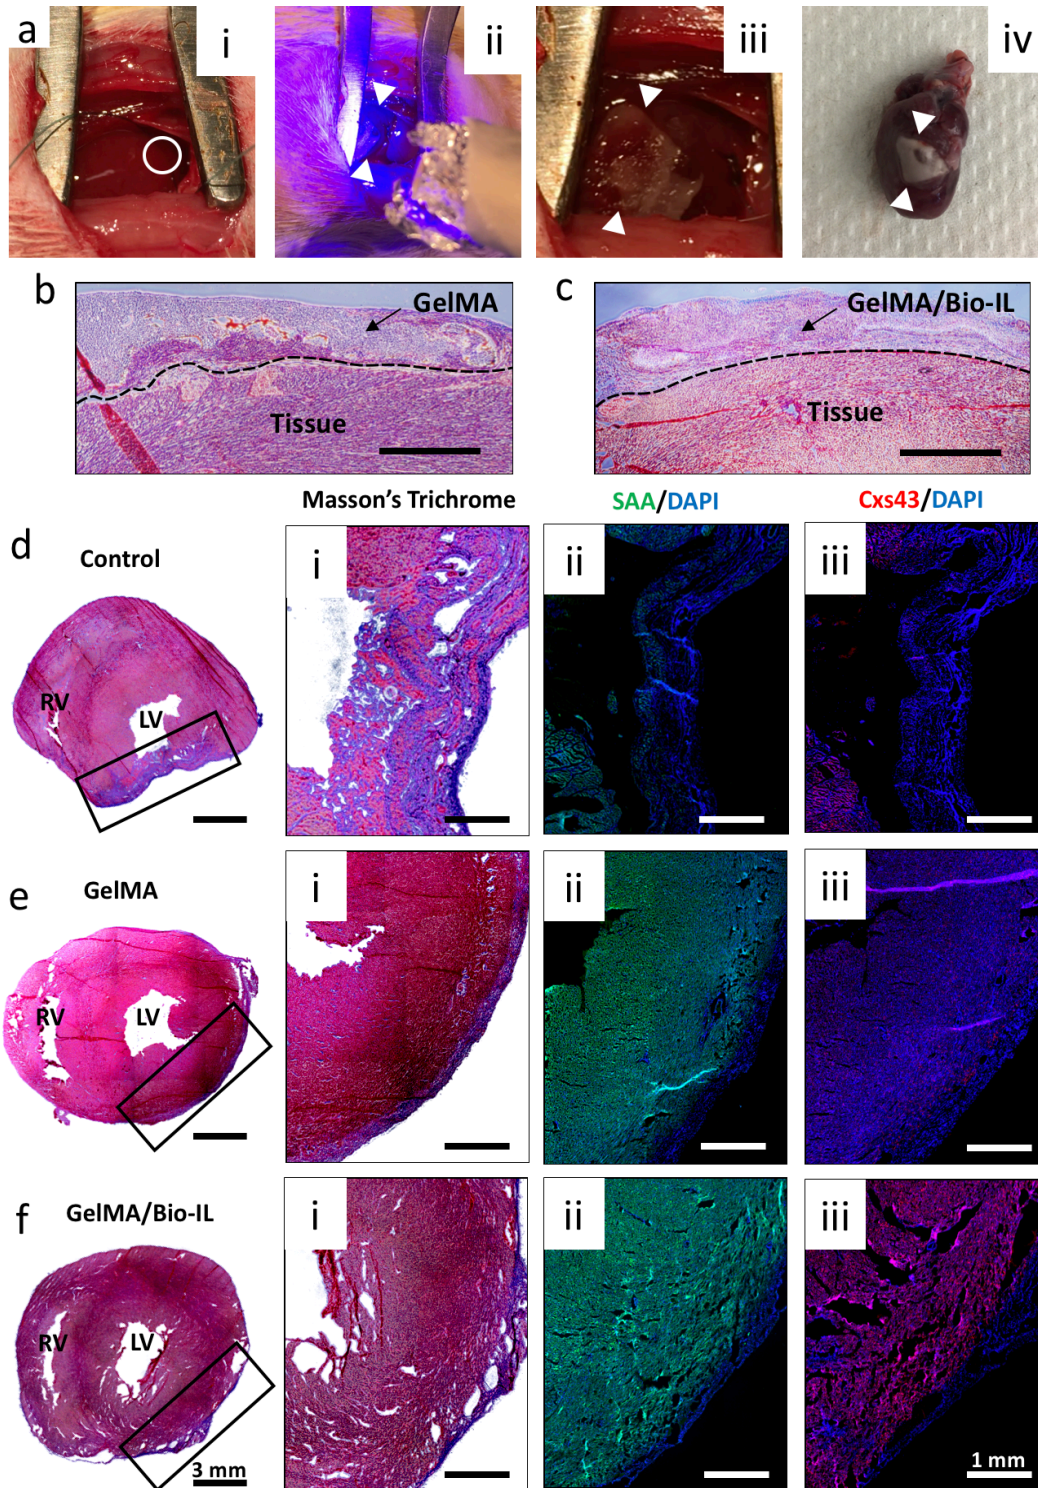 a
i
ii
iii
iv
b
GelMA
Tissue
c
GelMA/Bio-IL
Tissue
Masson's Trichrome
SAA/DAPI
Cxs43/DAPI
d
Control
RV
LV
i
ii
iii
e
GelMA
RV
LV
i
ii
iii
f
GelMA/Bio-IL
RV
LV
3 mm
i
ii
iii
1 mm